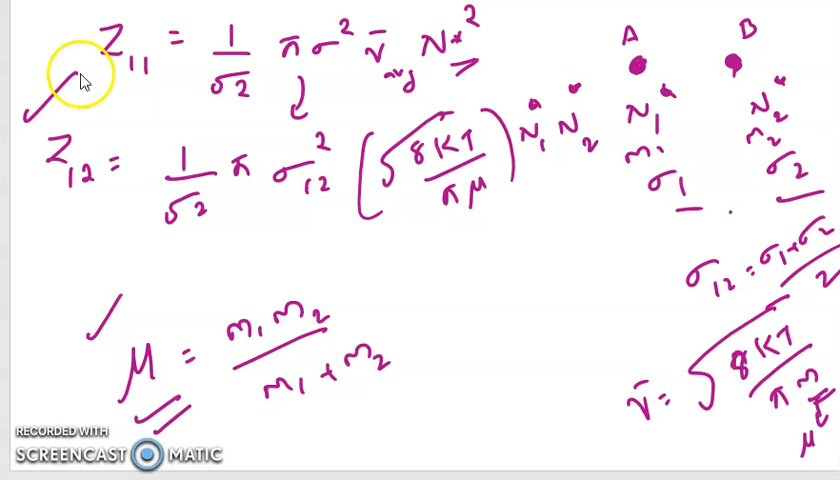 Z₁₁ = 1/√2 π σ² v̄ avg N*²
A B
Z₁₂ = 1/√2 π σ₁₂² (√(8KT/πμ)) N₁* N₂*
N₁* N₂*
m₁ m₂
σ₁ σ₂
σ₁₂ = σ₁+σ₂/2
μ = m₁m₂/m₁+m₂
v̄ = √(8KT/πm)
μ
RECORDED WITH
SCREENCAST MATIC